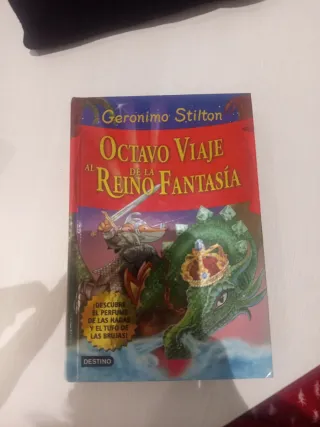 Geronimo Stilton
OCTAVO VIAJE
AL REINO DE LA FANTASÍA
¡DESCUBRE
EL PERFUME
DE LAS HADAS
Y EL TUFO DE
LAS BRUJAS!
DESTINO